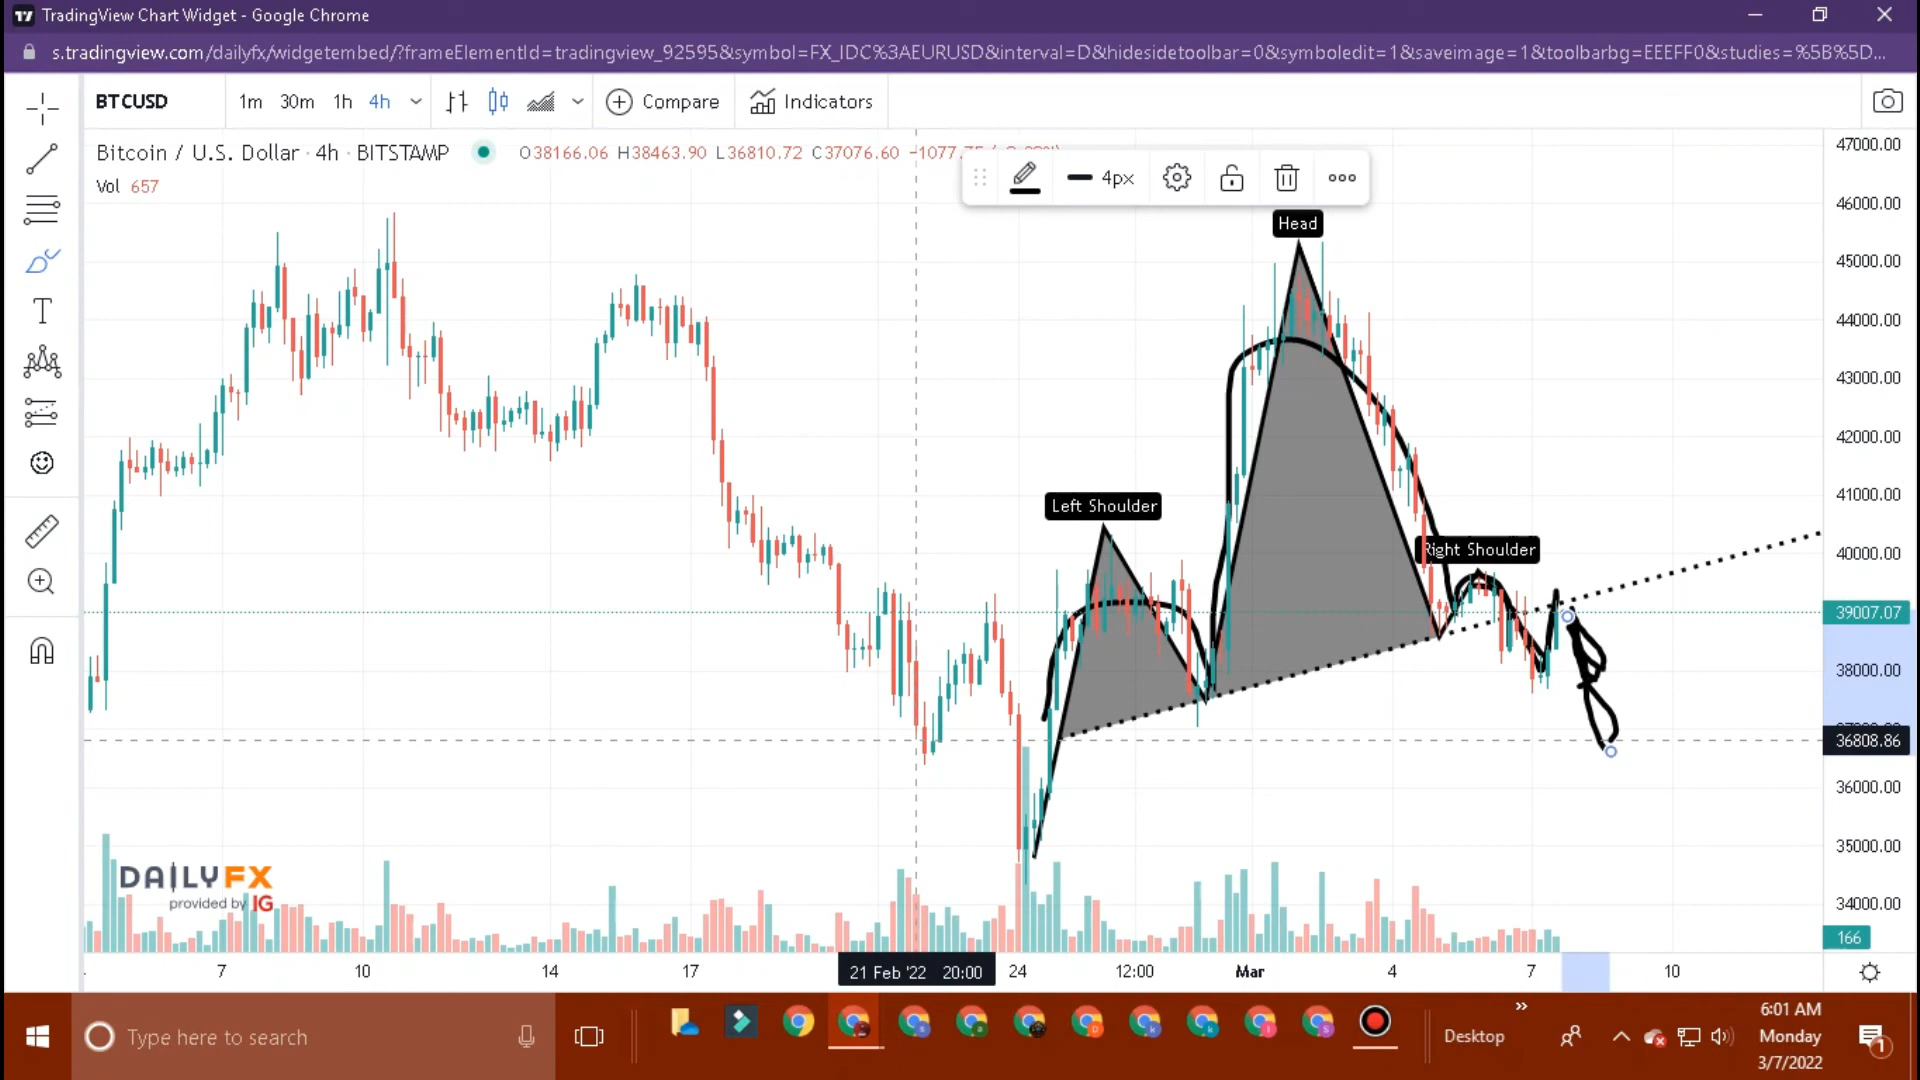 TradingView Chart Widget - Google Chrome
s.tradingview.com/dailyfx/widgetembed/?frameElementId=tradingview_92595&symbol=FX_IDC%3AEURUSD&interval=D&hidesidetoolbar=0&symboledit=1&saveimage=1&toolbarbg=EEEFF0&studies=%5B%5D...
BTCUSD 1m 30m 1h 4h Compare Indicators
Bitcoin / U.S. Dollar · 4h · BITSTAMP O38166.06 H38463.90 L36810.72 C37076.60
Vol 657
4px
Head
Left Shoulder
Right Shoulder
47000.00
46000.00
45000.00
44000.00
43000.00
42000.00
41000.00
40000.00
39007.07
38000.00
36808.86
36000.00
35000.00
34000.00
166
DAILYFX
provided by IG
7 10 14 17 21 Feb '22 20:00 24 12:00 Mar 4 7 10
Type here to search
Desktop
6:01 AM
Monday
3/7/2022
1